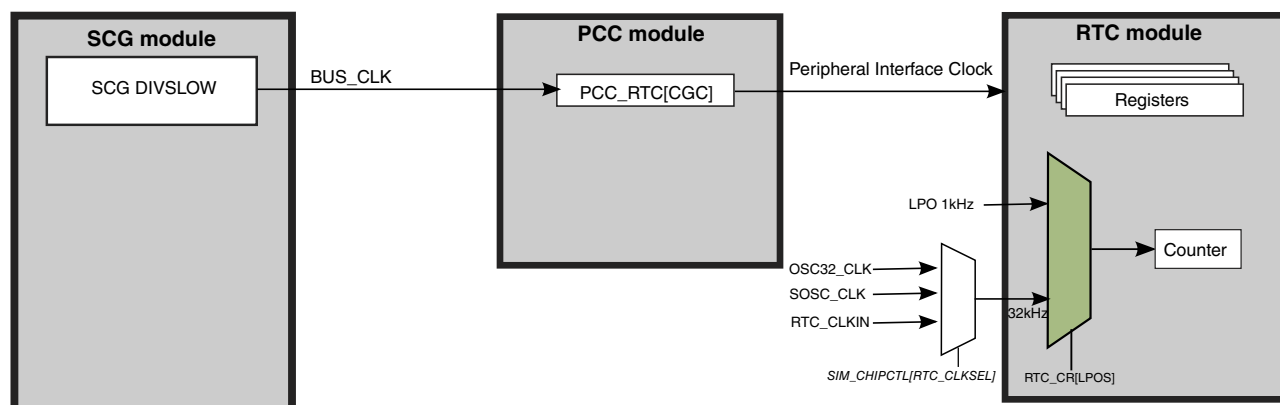 SCG module
PCC module
RTC module
SCG DIVSLOW
BUS_CLK
PCC_RTC[CGC]
Peripheral Interface Clock
Registers
LPO 1kHz
OSC32_CLK
SOSC_CLK
RTC_CLKIN
32kHz
Counter
SIM_CHIPCTL[RTC_CLKSEL]
RTC_CR[LPOS]